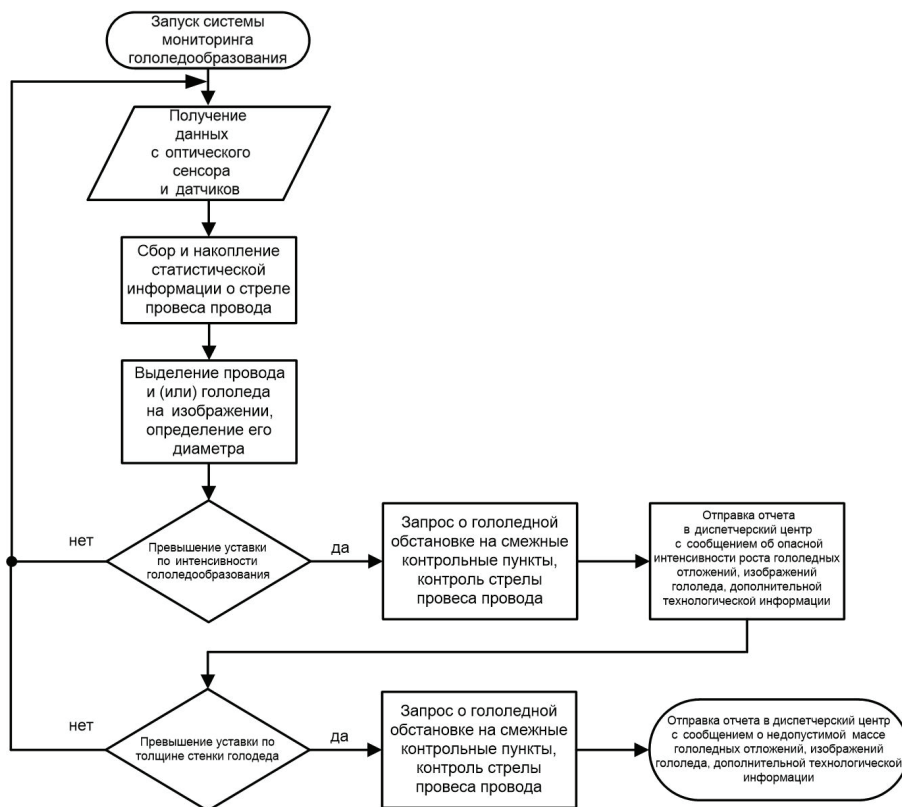 Запуск системы
мониторинга
гололедообразования
Получение
данных
с оптического
сенсора
и датчиков
Сбор и накопление
статистической
информации о стреле
провеса провода
Выделение провода
и (или) гололеда
на изображении,
определение его
диаметра
нет
Превышение уставки
по интенсивности
гололедообразования
да
Запрос о гололедной
обстановке на смежные
контрольные пункты,
контроль стрелы
провеса провода
Отправка отчета
в диспетчерский центр
с сообщением об опасной
интенсивности роста гололедных
отложений, изображений
гололеда, дополнительной
технологической информации
нет
Превышение уставки по
толщине стенки голодеда
да
Запрос о гололедной
обстановке на смежные
контрольные пункты,
контроль стрелы
провеса провода
Отправка отчета в диспетчерский центр
с сообщением о недопустимой массе
гололедных отложений, изображений
гололеда, дополнительной технологической
информации